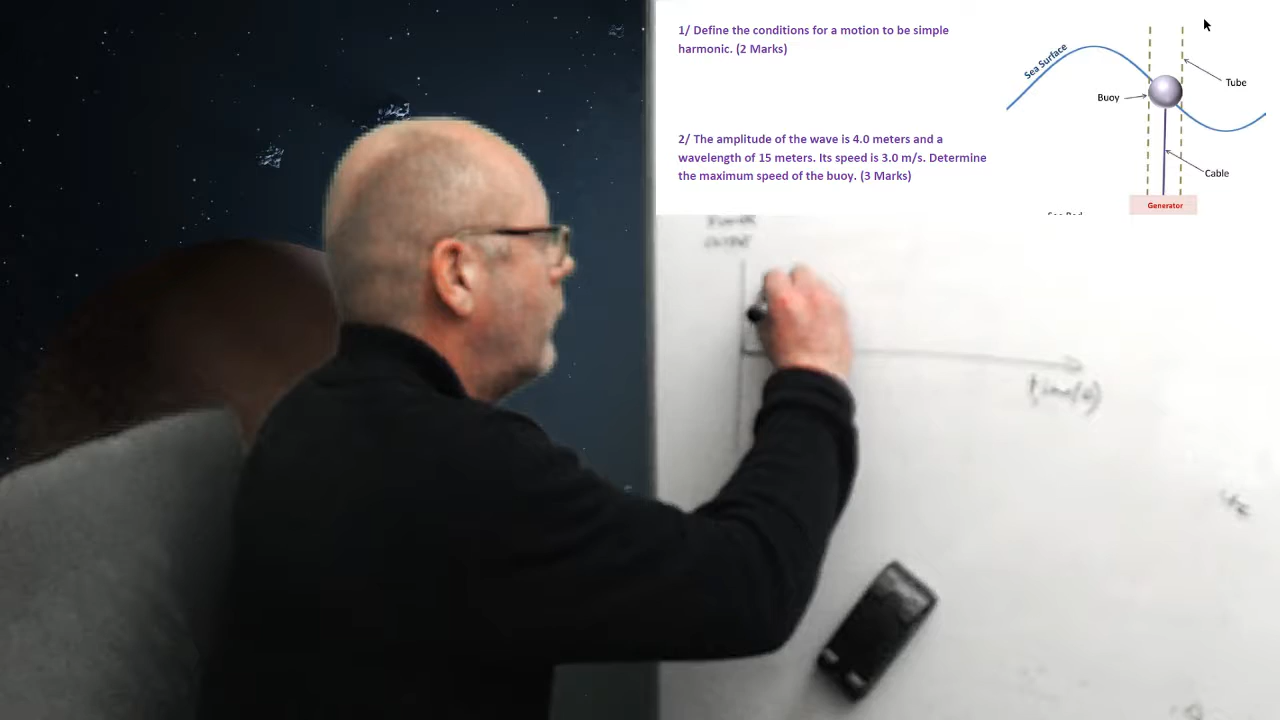 1/ Define the conditions for a motion to be simple
harmonic. (2 Marks)
2/ The amplitude of the wave is 4.0 meters and a
wavelength of 15 meters. Its speed is 3.0 m/s. Determine
the maximum speed of the buoy. (3 Marks)
Sea Surface
Tube
Buoy
Cable
Generator
time(s)